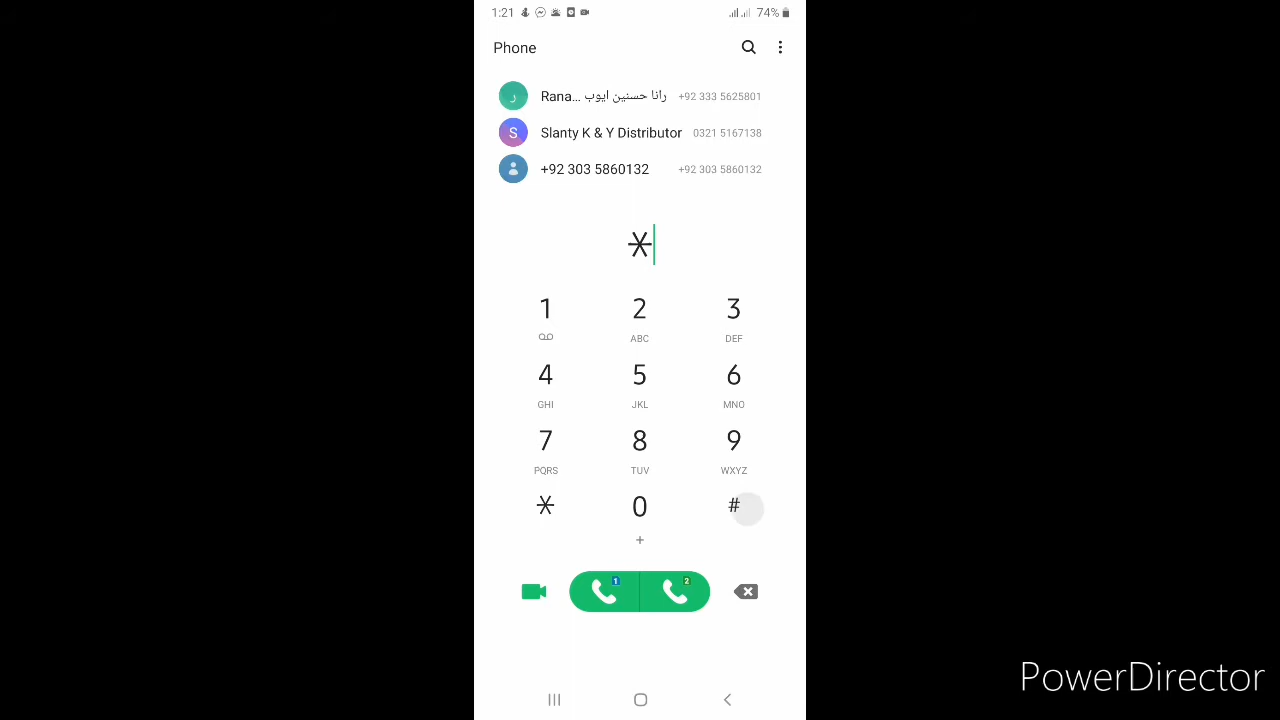 1:21 74%
Phone
ر Rana... رانا حسنین ایوب +92 333 5625801
S Slanty K & Y Distributor 0321 5167138
+92 303 5860132 +92 303 5860132
*
1 2 3
ABC DEF
4 5 6
GHI JKL MNO
7 8 9
PQRS TUV WXYZ
* 0 #
+
1 2
PowerDirector